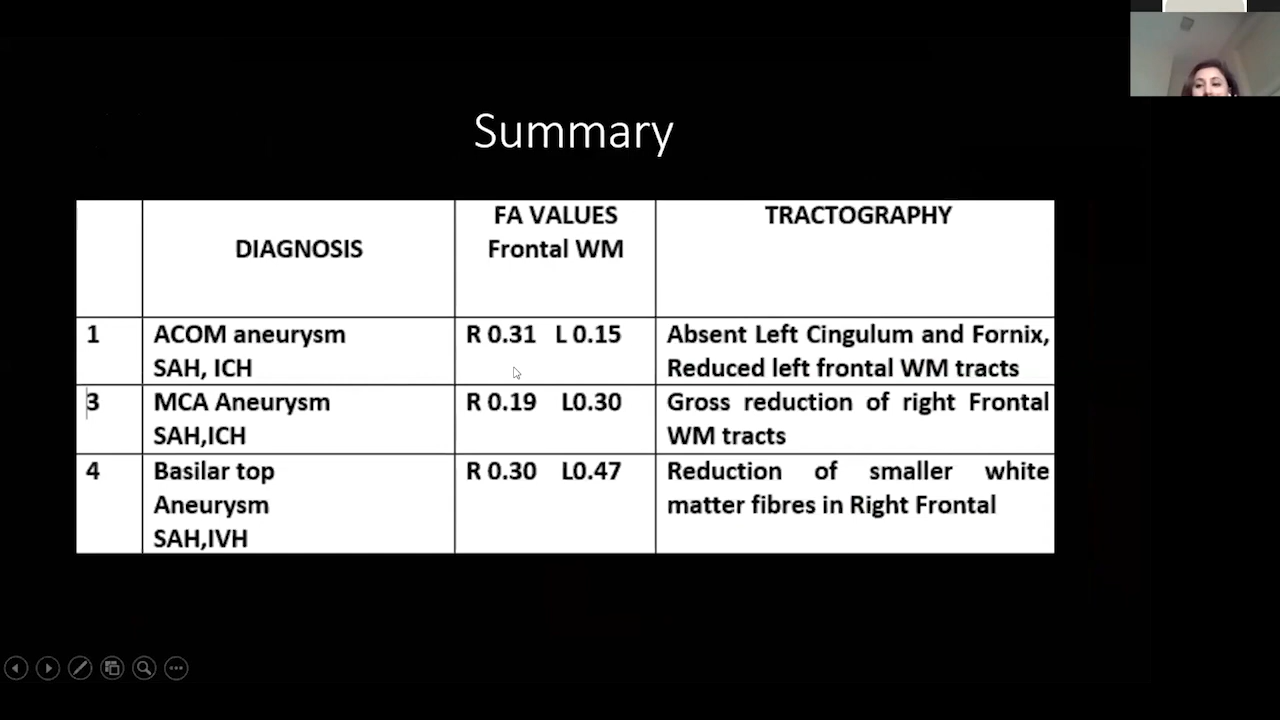 Summary
DIAGNOSIS
FA VALUES
Frontal WM
TRACTOGRAPHY
1
ACOM aneurysm
SAH, ICH
R 0.31 L 0.15
Absent Left Cingulum and Fornix,
Reduced left frontal WM tracts
3
MCA Aneurysm
SAH,ICH
R 0.19 L0.30
Gross reduction of right Frontal
WM tracts
4
Basilar top
Aneurysm
SAH,IVH
R 0.30 L0.47
Reduction of smaller white
matter fibres in Right Frontal